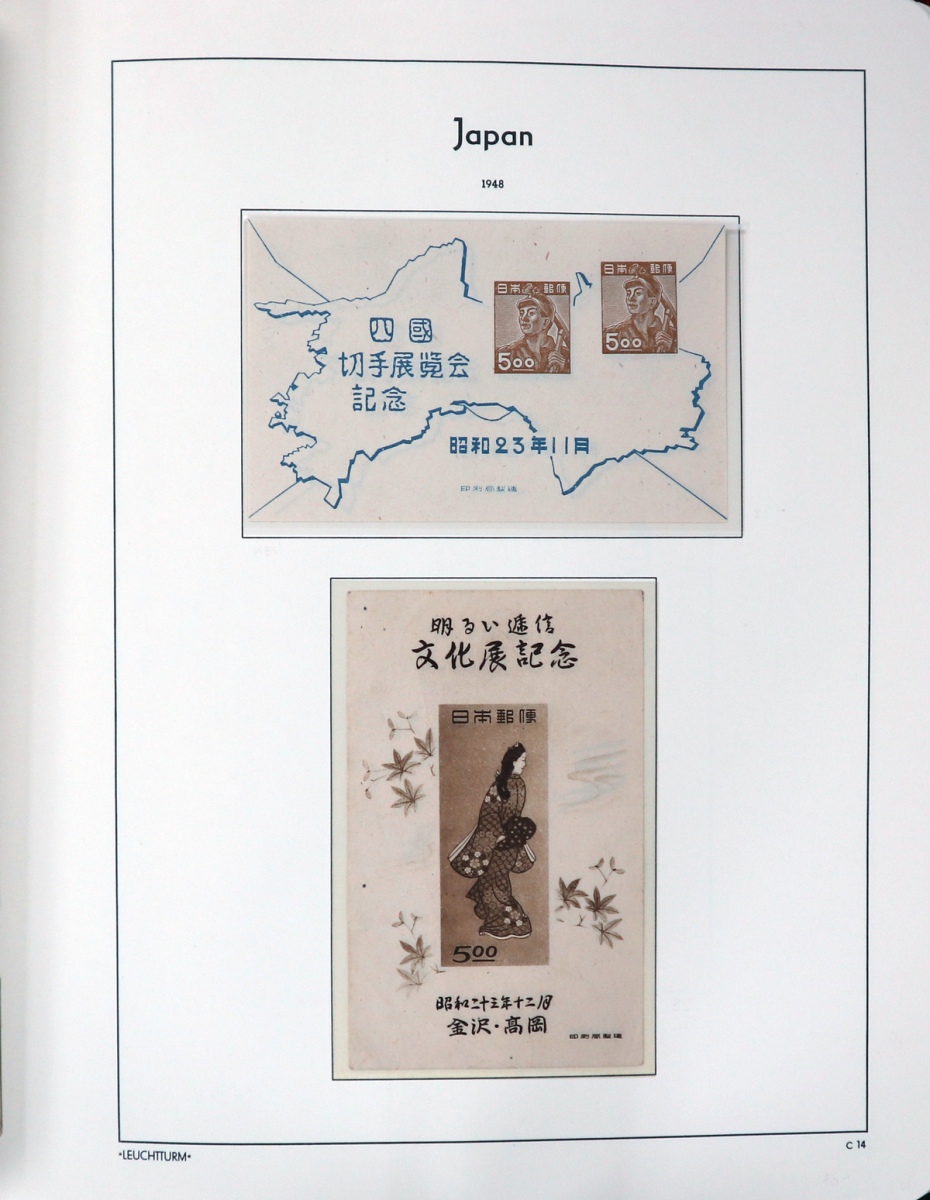 Japan
1948
四國
切手展覧会
記念
日本郵便
5.00
日本郵便
5.00
昭和23年11月
印刷局製造
明るい逓信
文化展記念
日本郵便
5.00
昭和二十三年十二月
金沢・高岡
印刷局製造
•LEUCHTTURM•
C 14